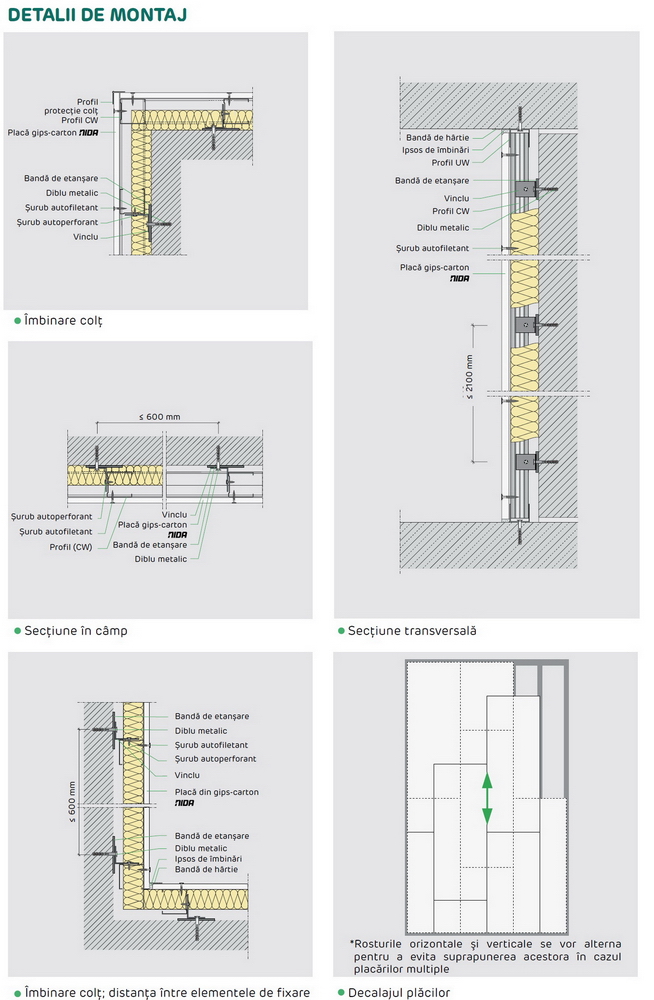 DETALII DE MONTAJ
Profil
protecție colț
Profil CW
Placă gips-carton NIDA
Bandă de etanșare
Diblu metalic
Șurub autofiletant
Șurub autoperforant
Vinclu
Îmbinare colț
Bandă de hârtie
Ipsos de îmbinări
Profil UW
Bandă de etanșare
Vinclu
Profil CW
Diblu metalic
Șurub autofiletant
Placă gips-carton
NIDA
≤ 2100 mm
Secțiune transversală
≤ 600 mm
Șurub autoperforant
Șurub autofiletant
Profil (CW)
Vinclu
Placă gips-carton
NIDA
Bandă de etanșare
Diblu metalic
Secțiune în câmp
Bandă de etanșare
Diblu metalic
Șurub autofiletant
Șurub autoperforant
Vinclu
Placă din gips-carton
NIDA
≤ 600 mm
Bandă de etanșare
Diblu metalic
Ipsos de îmbinări
Bandă de hârtie
Îmbinare colț; distanța între elementele de fixare
*Rosturile orizontale și verticale se vor alterna
pentru a evita suprapunerea acestora în cazul
placărilor multiple
Decalajul plăcilor